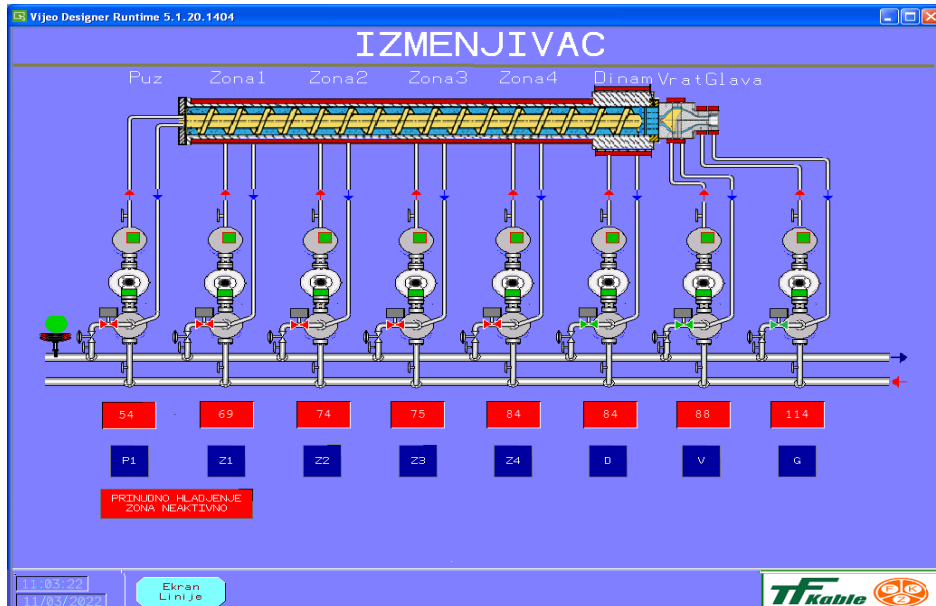 Vijeo Designer Runtime 5.1.20.1404
IZMENJIVAC
Puz Zona1 Zona2 Zona3 Zona4 Dinam Vrat Glava
54 69 74 75 84 84 88 114
P1 Z1 Z2 Z3 Z4 D V G
PRINUDNO HLADJENJE
ZONA NEAKTIVNO
11:03:22
11/03/2022
Ekran
Linije
TF Kable
FKZ